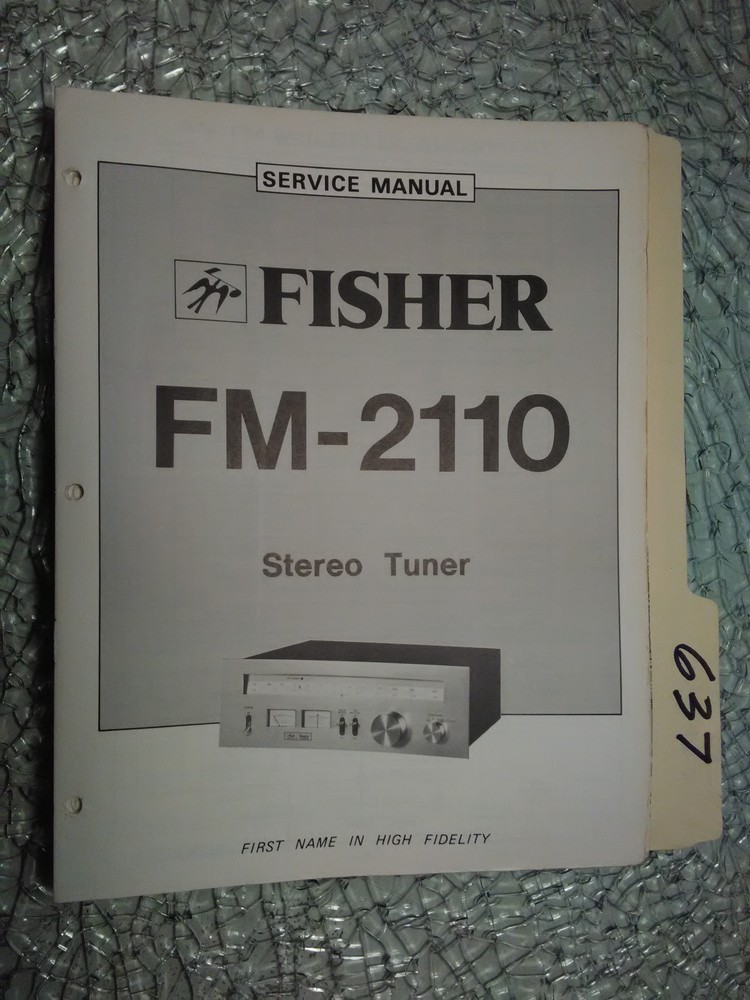 SERVICE MANUAL
FISHER
FM-2110
Stereo Tuner
FIRST NAME IN HIGH FIDELITY
637